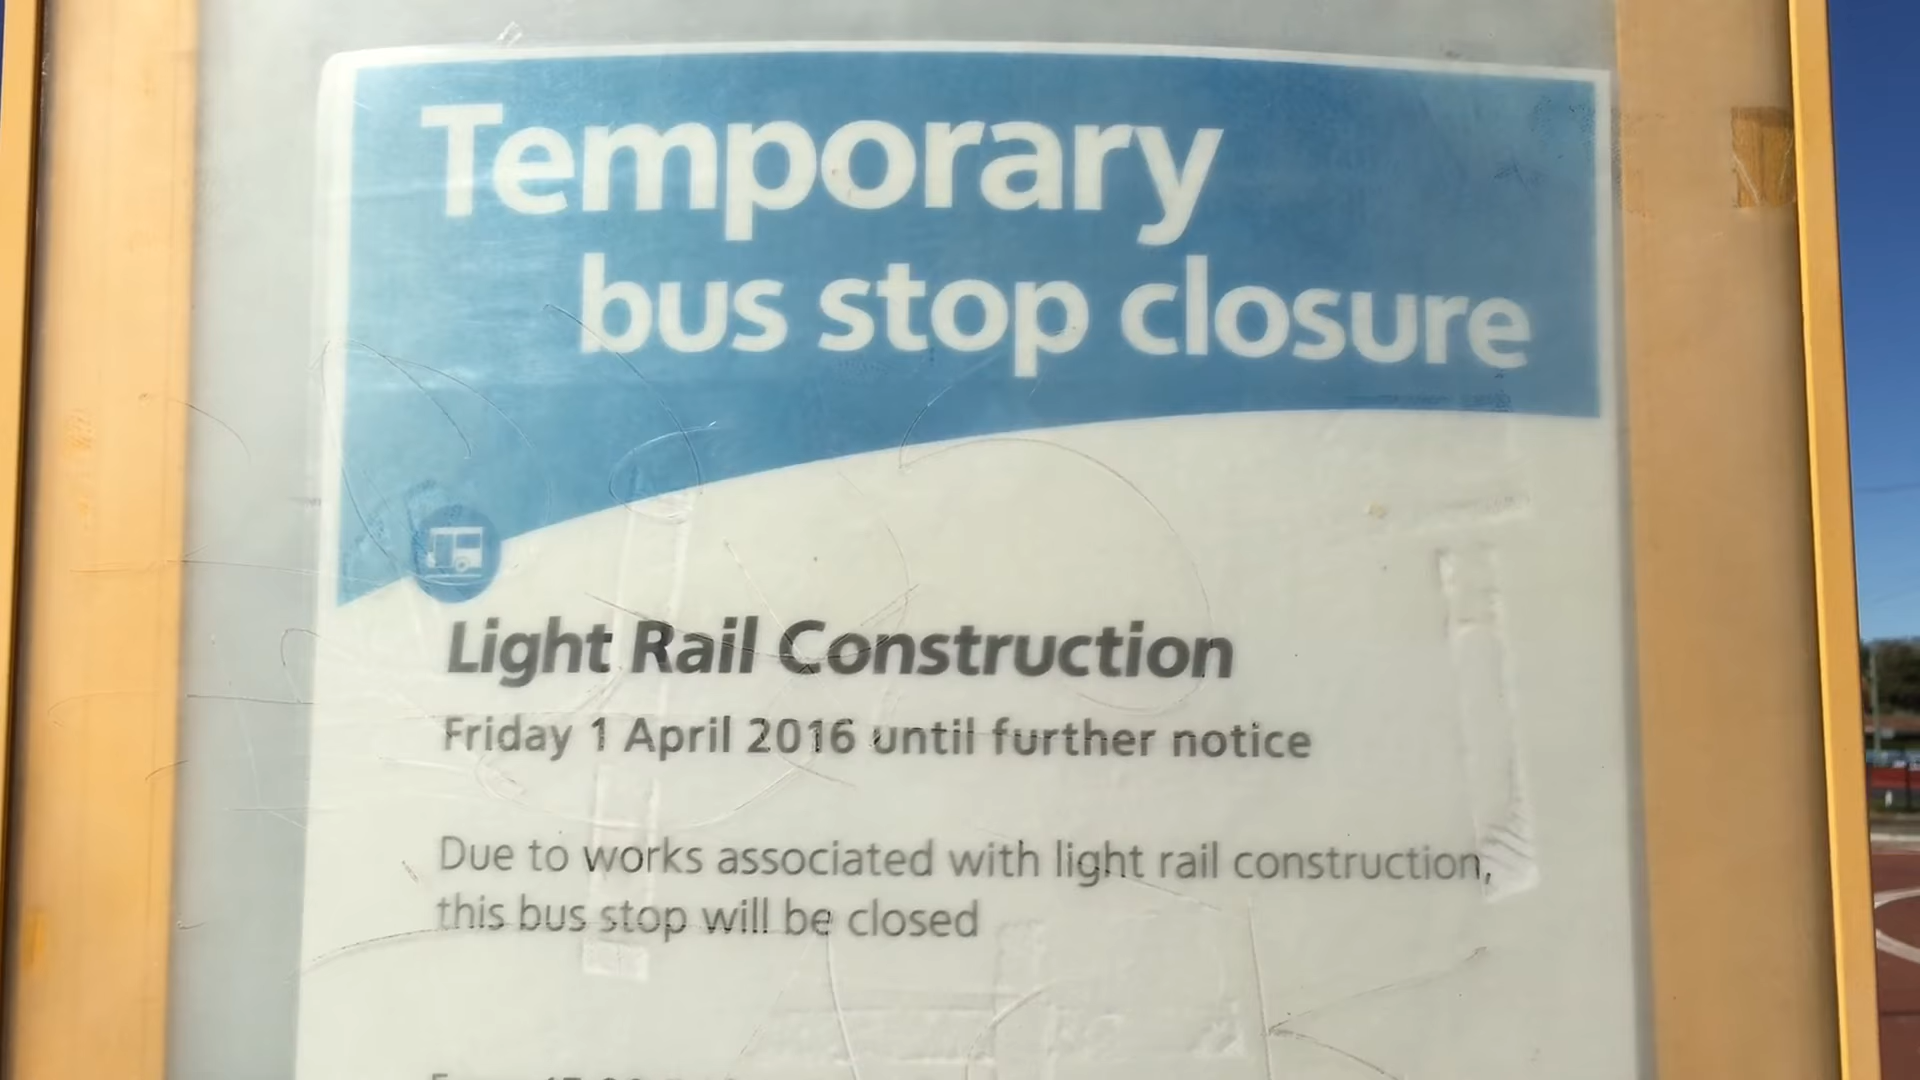 Temporary
bus stop closure
Light Rail Construction
Friday 1 April 2016 until further notice
Due to works associated with light rail construction,
this bus stop will be closed